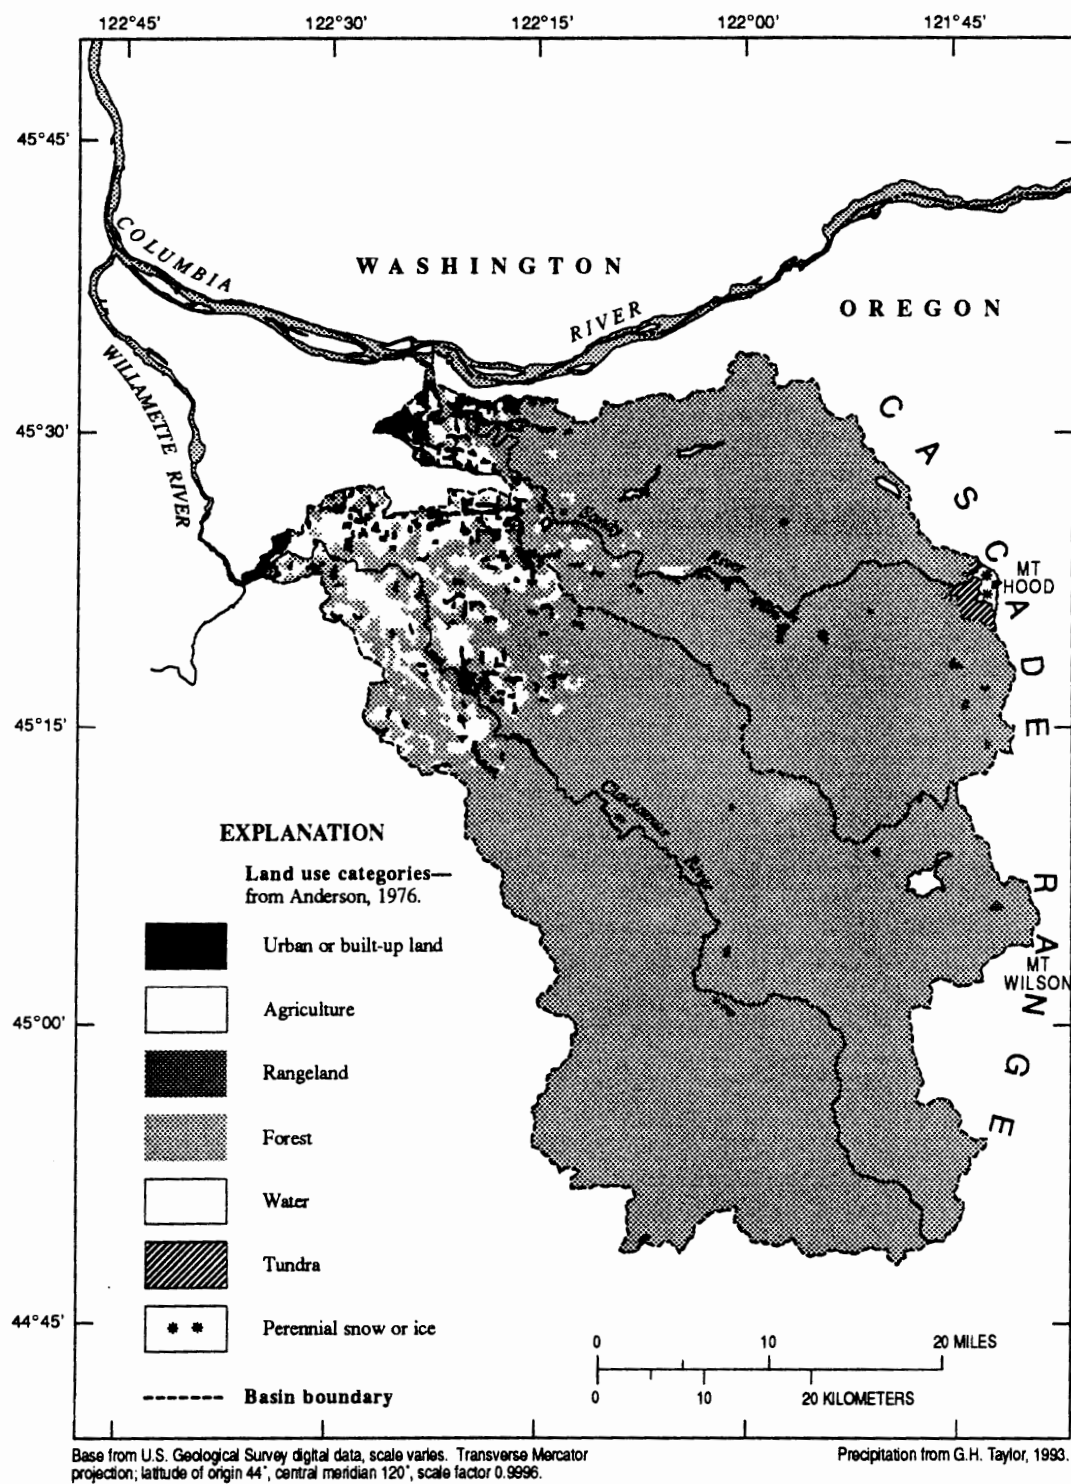 122°45' 122°30' 122°15' 122°00' 121°45'
45°45'
COLUMBIA
WASHINGTON
RIVER
OREGON
WILLAMETTE RIVER
45°30'
CASCADE RANGE
Sandy
River
MT
HOOD
45°15'
Clackamas
River
EXPLANATION
Land use categories—
from Anderson, 1976.
Urban or built-up land
MT
WILSON
Agriculture
45°00'
Rangeland
Forest
Water
Tundra
44°45'
Perennial snow or ice
0 10 20 MILES
0 10 20 KILOMETERS
Basin boundary
Base from U.S. Geological Survey digital data, scale varies. Transverse Mercator
projection; latitude of origin 44°, central meridian 120°, scale factor 0.9996.
Precipitation from G.H. Taylor, 1993.